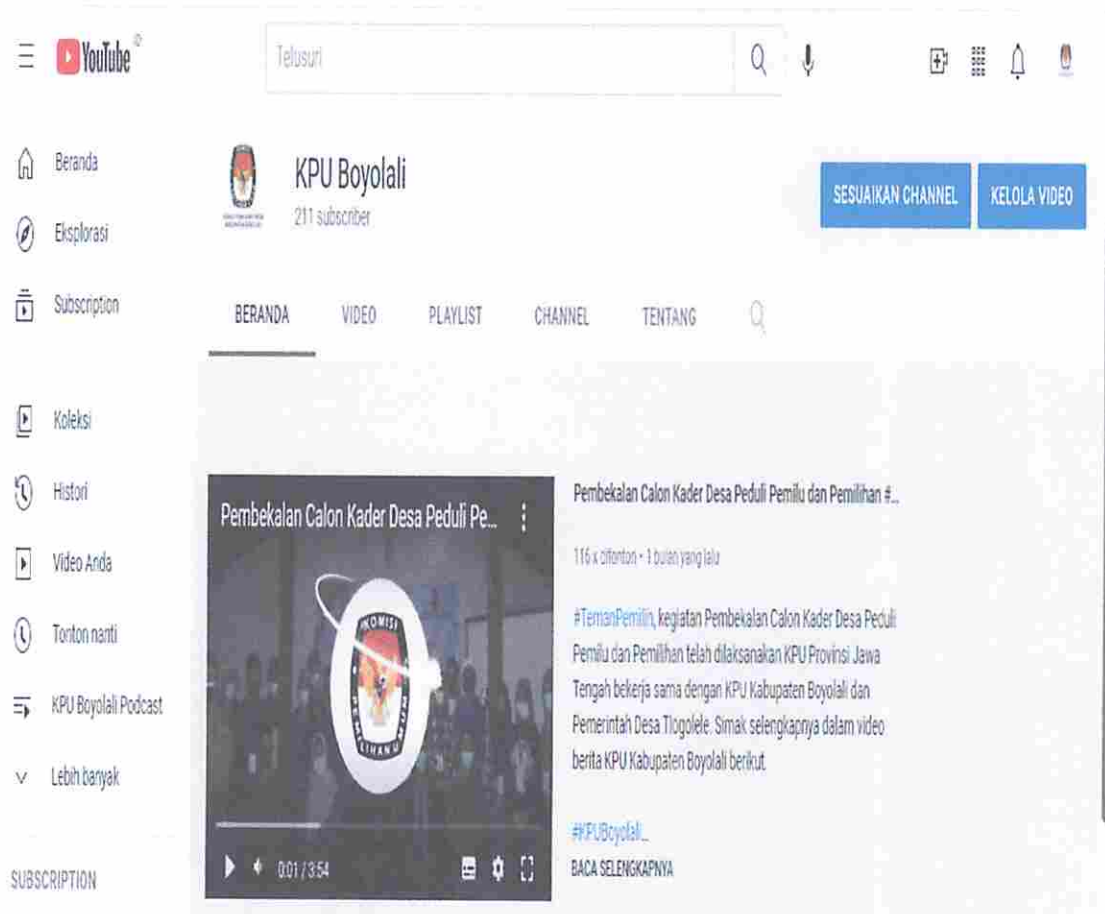 YouTube ID
Telusuri
Beranda
Eksplorasi
Subscription
Koleksi
Histori
Video Anda
Tonton nanti
KPU Boyolali Podcast
Lebih banyak
SUBSCRIPTION
KPU Boyolali
211 subscriber
SESUAIKAN CHANNEL
KELOLA VIDEO
BERANDA VIDEO PLAYLIST CHANNEL TENTANG
Pembekalan Calon Kader Desa Peduli Pe...
KOMISI
PEMILIHAN UMUM
0:01 / 3:54
Pembekalan Calon Kader Desa Peduli Pemilu dan Pemilihan #...
116 x ditonton • 1 bulan yang lalu
#TemanPemilih, kegiatan Pembekalan Calon Kader Desa Peduli
Pemilu dan Pemilihan telah dilaksanakan KPU Provinsi Jawa
Tengah bekerja sama dengan KPU Kabupaten Boyolali dan
Pemerintah Desa Tlogolele. Simak selengkapnya dalam video
berita KPU Kabupaten Boyolali berikut.
#KPUBoyolali...
BACA SELENGKAPNYA